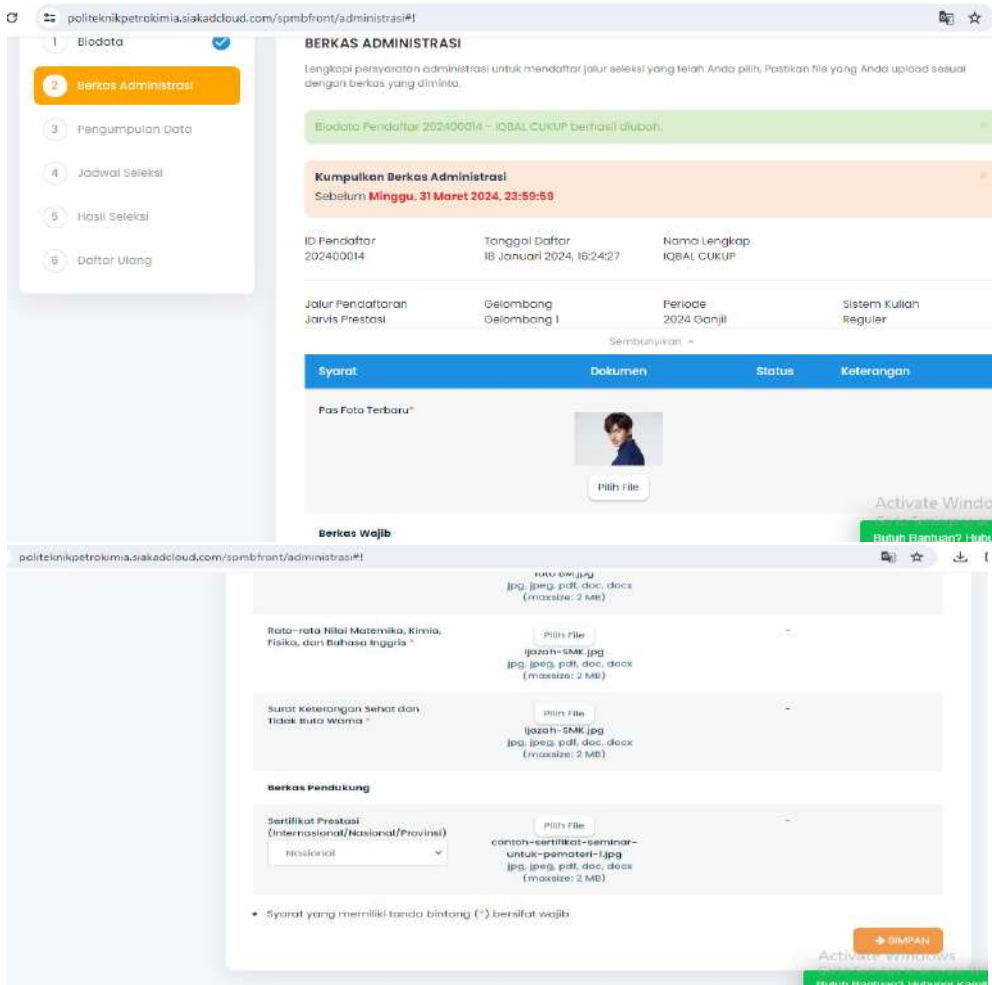 politeknikpetrokimia.siakadcloud.com/spmbfront/administrasi#!
1 Biodata
2 Berkas Administrasi
3 Pengumpulan Data
4 Jadwal Seleksi
5 Hasil Seleksi
6 Daftar Ulang
BERKAS ADMINISTRASI
Lengkapi persyaratan administrasi untuk mendaftar jalur seleksi yang telah Anda pilih. Pastikan file yang Anda upload sesuai
dengan berkas yang diminta.
Biodata Pendaftar 202400014 - IQBAL CUKUP berhasil diubah.
Kumpulkan Berkas Administrasi
Sebelum Minggu, 31 Maret 2024, 23:59:59
ID Pendaftar Tanggal Daftar Nama Lengkap
202400014 18 Januari 2024, 16:24:27 IQBAL CUKUP
Jalur Pendaftaran Gelombang Periode Sistem Kuliah
Jarvis Prestasi Gelombang 1 2024 Ganjil Reguler
Sembunyikan
Syarat Dokumen Status Keterangan
Pas Foto Terbaru*
Pilih File
Activate Windo
Berkas Wajib
Butuh Bantuan? Hubu
politeknikpetrokimia.siakadcloud.com/spmbfront/administrasi#!
jpg, jpeg, pdf, doc, docx
(maxsize: 2 MB)
Rata-rata Nilai Matemika, Kimia, Pilih File -
Fisika, dan Bahasa Inggris *
Ijazah-SMK.jpg
jpg, jpeg, pdf, doc, docx
(maxsize: 2 MB)
Surat Keterangan Sehat dan Pilih File -
Tidak Buta Warna *
Ijazah-SMK.jpg
jpg, jpeg, pdf, doc, docx
(maxsize: 2 MB)
Berkas Pendukung
Sertifikat Prestasi Pilih File -
(Internasional/Nasional/Provinsi)
Nasional
contoh-sertifikat-seminar-
untuk-pemateri-1.jpg
jpg, jpeg, pdf, doc, docx
(maxsize: 2 MB)
• Syarat yang memiliki tanda bintang (*) bersifat wajib
→ SIMPAN
Activate Windows
Butuh Bantuan? Hubungi Kami!